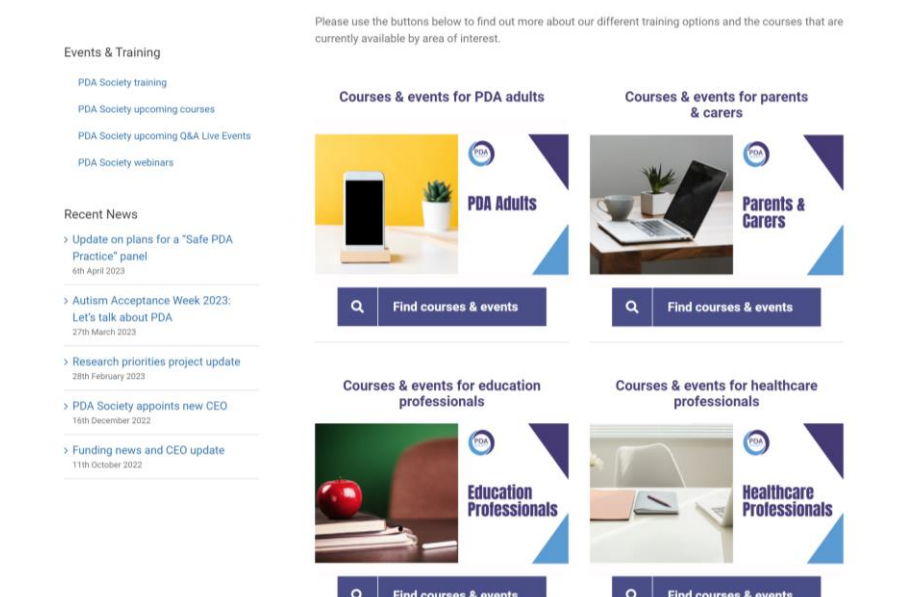 Please use the buttons below to find out more about our different training options and the courses that are
currently available by area of interest.
Events & Training
PDA Society training
PDA Society upcoming courses
PDA Society upcoming Q&A Live Events
PDA Society webinars
Recent News
Update on plans for a “Safe PDA
Practice” panel
6th April 2023
Autism Acceptance Week 2023:
Let’s talk about PDA
27th March 2023
Research priorities project update
28th February 2023
PDA Society appoints new CEO
16th December 2022
Funding news and CEO update
11th October 2022
Courses & events for PDA adults
PDA
PDA Adults
Find courses & events
Courses & events for parents
& carers
PDA
Parents &
Carers
Find courses & events
Courses & events for education
professionals
PDA
Education
Professionals
Find courses & events
Courses & events for healthcare
professionals
PDA
Healthcare
Professionals
Find courses & events